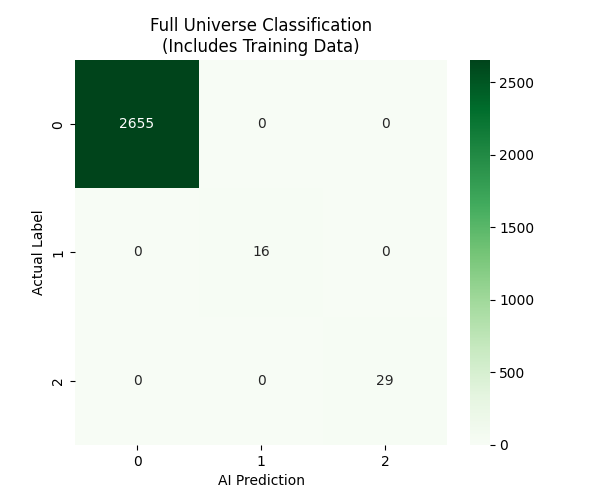 Full Universe Classification
(Includes Training Data)
0 2655 0 0
1 0 16 0
2 0 0 29
0 1 2
Actual Label
AI Prediction
2500
2000
1500
1000
500
0